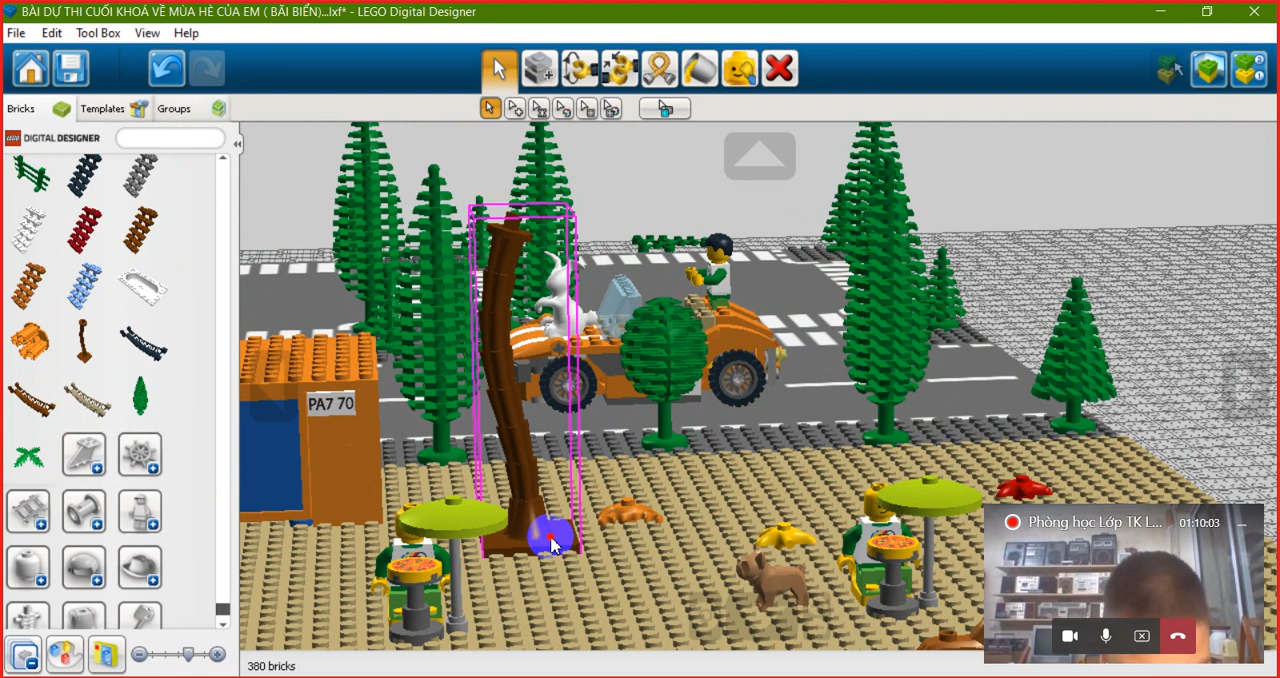 BÀI DỰ THI CUỐI KHOÁ VỀ MÙA HÈ CỦA EM ( BÃI BIỂN)...lxf* - LEGO Digital Designer
File Edit Tool Box View Help
Bricks Templates Groups
LEGO DIGITAL DESIGNER
PA7 70
Phòng học Lớp TK L... 01:10:03
380 bricks